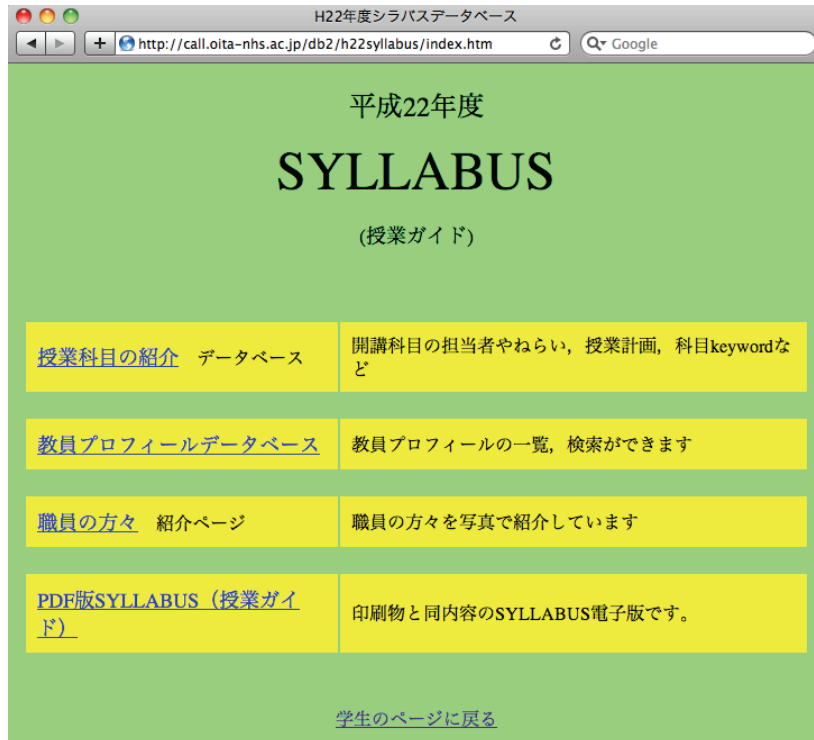 H22年度シラバスデータベース
http://call.oita-nhs.ac.jp/db2/h22syllabus/index.htm
Google
平成22年度
SYLLABUS
(授業ガイド)
授業科目の紹介　データベース
開講科目の担当者やねらい，授業計画，科目keywordな
ど
教員プロフィールデータベース
教員プロフィールの一覧，検索ができます
職員の方々　紹介ページ
職員の方々を写真で紹介しています
PDF版SYLLABUS（授業ガイ
ド）
印刷物と同内容のSYLLABUS電子版です。
学生のページに戻る